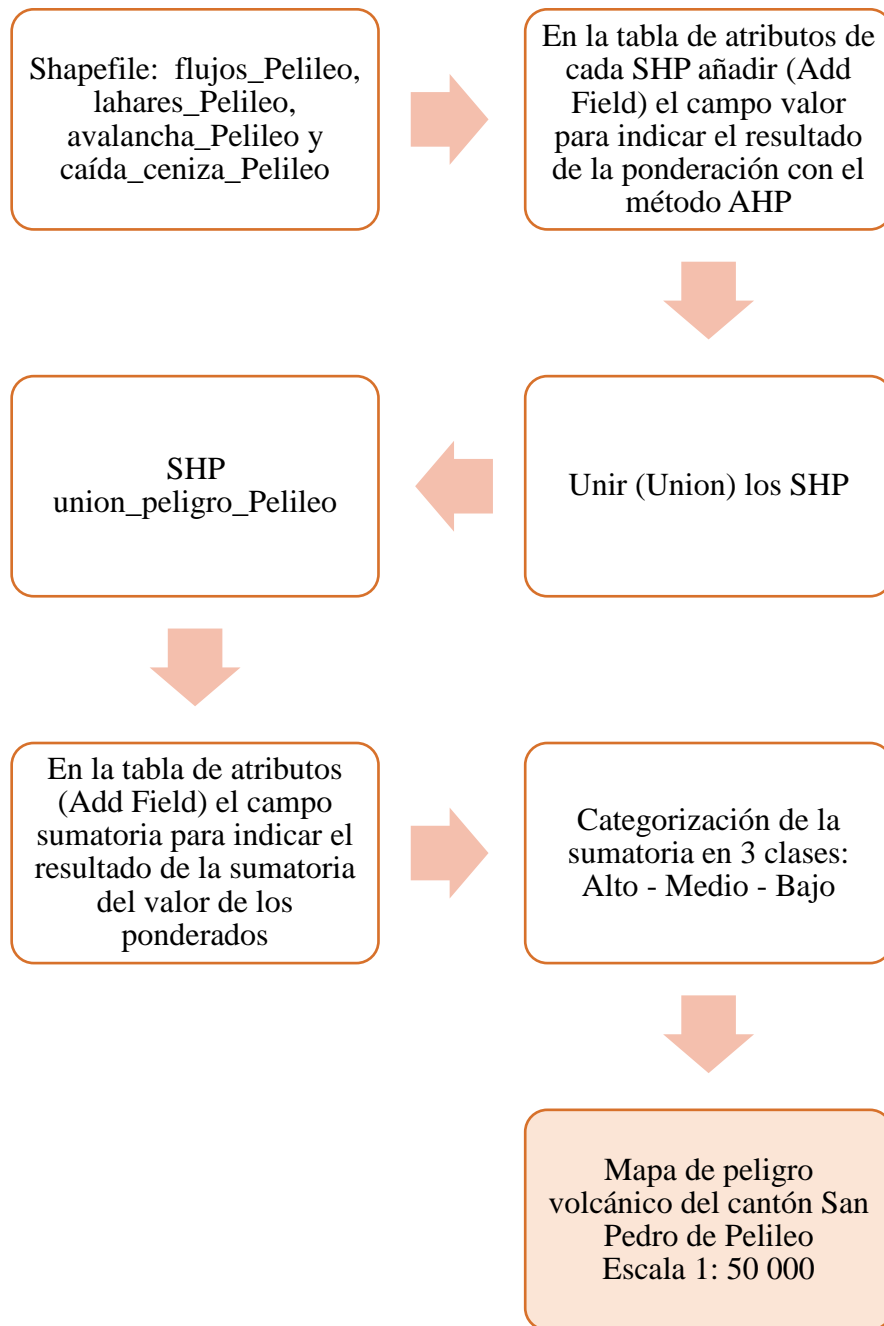 Shapefile: flujos_Pelileo,
lahares_Pelileo,
avalancha_Pelileo y
caída_ceniza_Pelileo
En la tabla de atributos de
cada SHP añadir (Add
Field) el campo valor
para indicar el resultado
de la ponderación con el
método AHP
Unir (Union) los SHP
SHP
union_peligro_Pelileo
En la tabla de atributos
(Add Field) el campo
sumatoria para indicar el
resultado de la sumatoria
del valor de los
ponderados
Categorización de la
sumatoria en 3 clases:
Alto - Medio - Bajo
Mapa de peligro
volcánico del cantón San
Pedro de Pelileo
Escala 1: 50 000